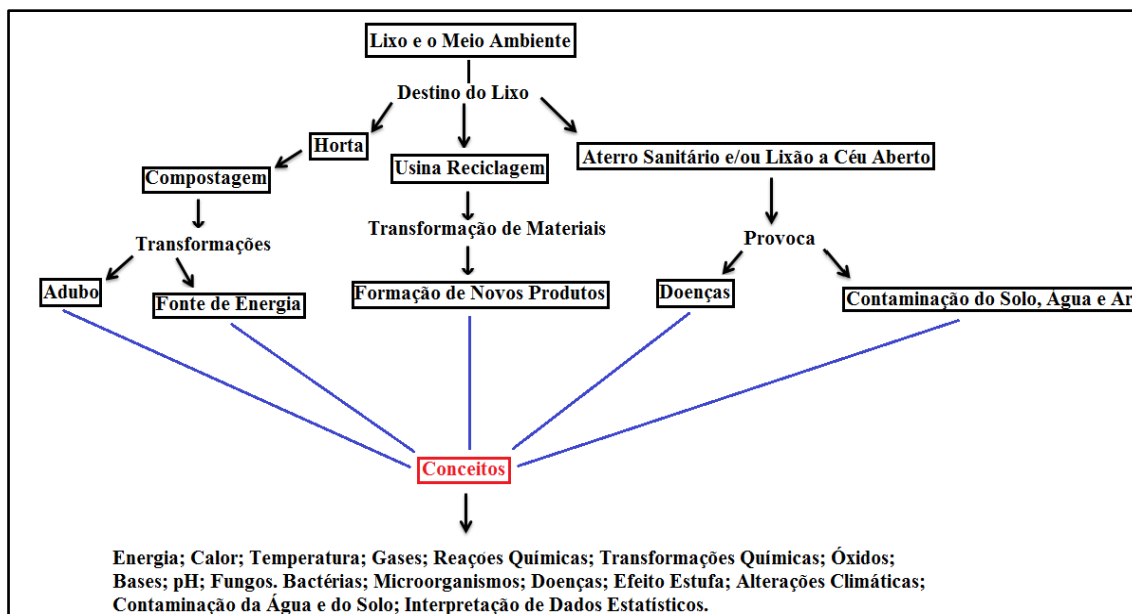 Lixo e o Meio Ambiente
Destino do Lixo
Horta
Usina Reciclagem
Aterro Sanitário e/ou Lixão a Céu Aberto
Compostagem
Transformação de Materiais
Provoca
Transformações
Adubo
Fonte de Energia
Formação de Novos Produtos
Doenças
Contaminação do Solo, Água e Ar
Conceitos
Energia; Calor; Temperatura; Gases; Reações Químicas; Transformações Químicas; Óxidos;
Bases; pH; Fungos. Bactérias; Microorganismos; Doenças; Efeito Estufa; Alterações Climáticas;
Contaminação da Água e do Solo; Interpretação de Dados Estatísticos.